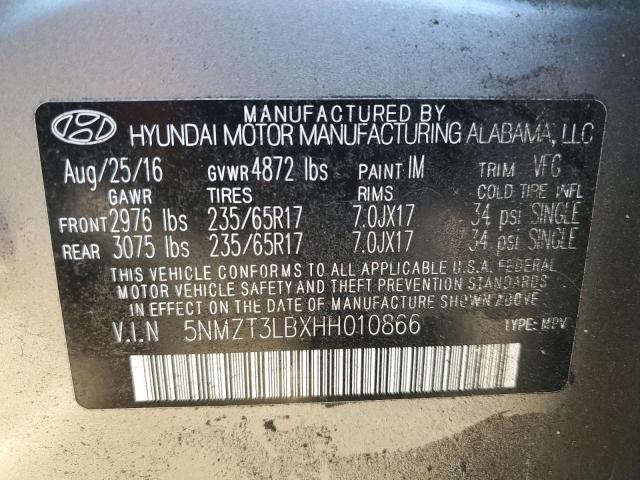 MANUFACTURED BY
HYUNDAI MOTOR MANUFACTURING ALABAMA, LLC
Aug/25/16 GVWR 4872 lbs PAINT IM TRIM VFC
GAWR TIRES RIMS COLD TIRE INFL
FRONT 2976 lbs 235/65R17 7.0JX17 34 psi SINGLE
REAR 3075 lbs 235/65R17 7.0JX17 34 psi SINGLE
THIS VEHICLE CONFORMS TO ALL APPLICABLE U.S.A. FEDERAL
MOTOR VEHICLE SAFETY AND THEFT PREVENTION STANDARDS
IN EFFECT ON THE DATE OF MANUFACTURE SHOWN ABOVE.
V.I.N 5NMZT3LBXHH010866 TYPE: MPV